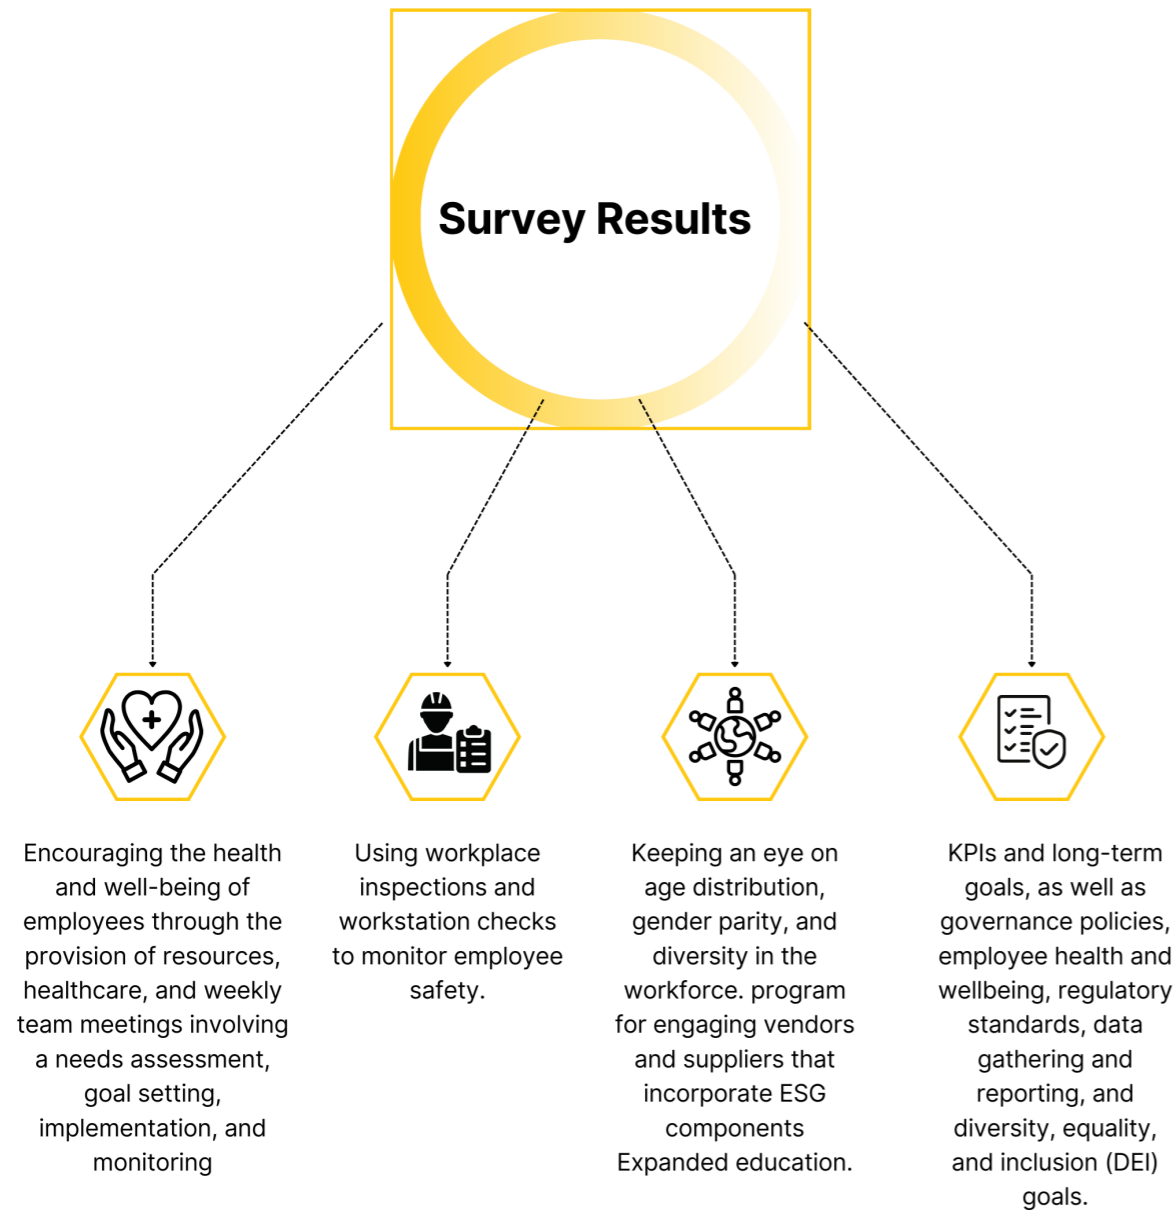 Survey Results
Encouraging the health
and well-being of
employees through the
provision of resources,
healthcare, and weekly
team meetings involving
a needs assessment,
goal setting,
implementation, and
monitoring
Using workplace
inspections and
workstation checks
to monitor employee
safety.
Keeping an eye on
age distribution,
gender parity, and
diversity in the
workforce. program
for engaging vendors
and suppliers that
incorporate ESG
components
Expanded education.
KPIs and long-term
goals, as well as
governance policies,
employee health and
wellbeing, regulatory
standards, data
gathering and
reporting, and
diversity, equality,
and inclusion (DEI)
goals.